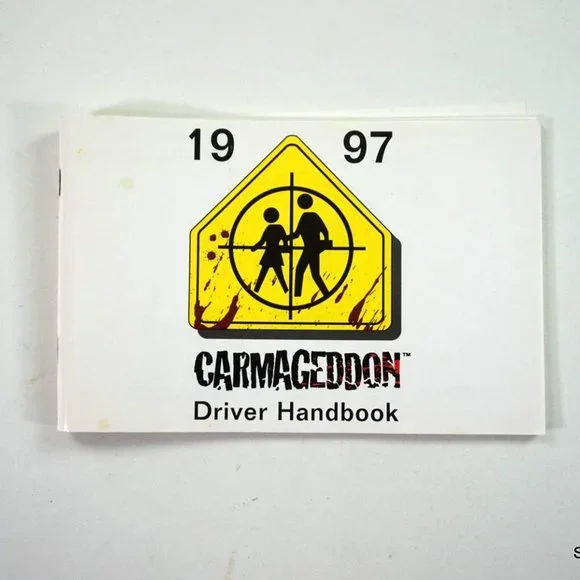 19 97
CARMAGEDDON™
Driver Handbook
S